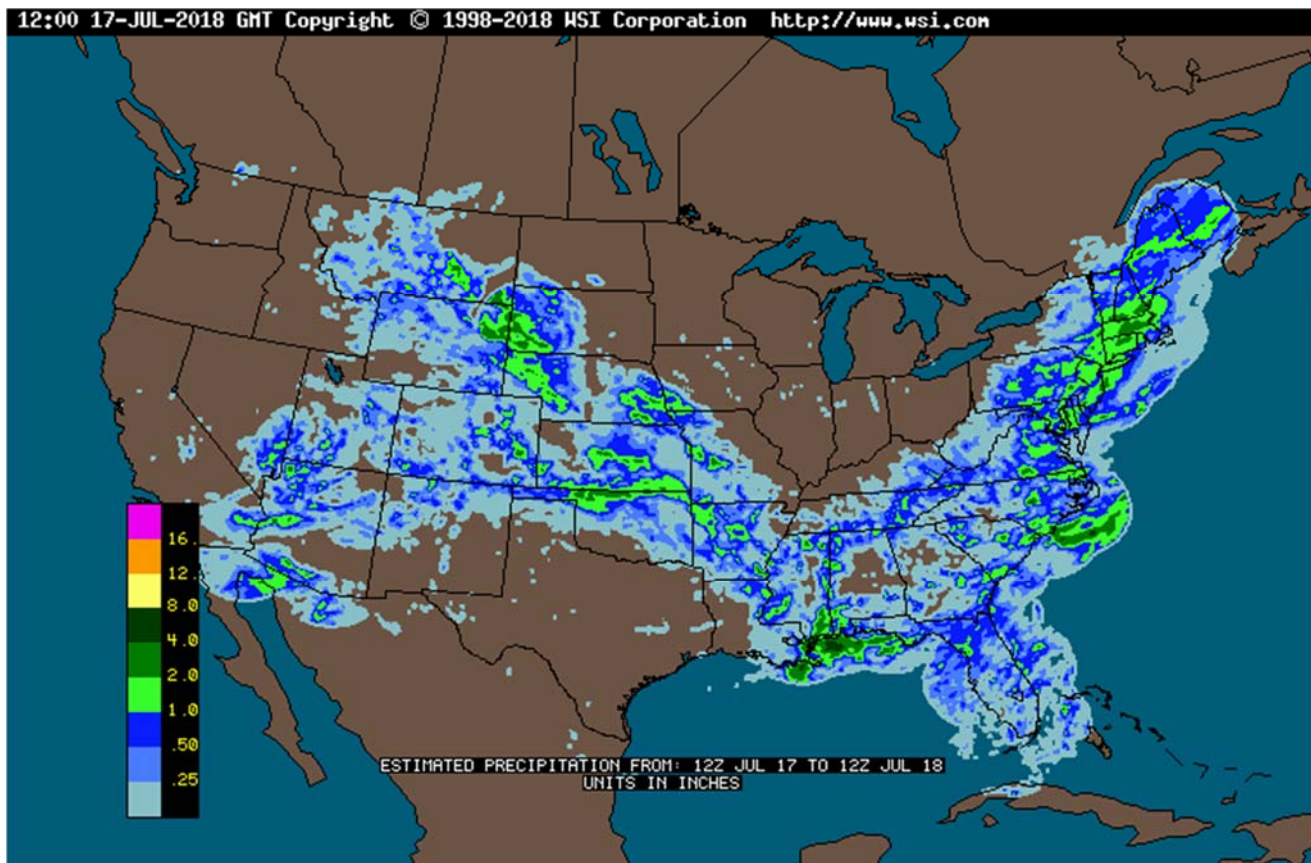 12:00 17-JUL-2018 GMT Copyright © 1998-2018 WSI Corporation http://www.wsi.com
16.
12.
8.0
4.0
2.0
1.0
.50
.25
ESTIMATED PRECIPITATION FROM: 12Z JUL 17 TO 12Z JUL 18
UNITS IN INCHES